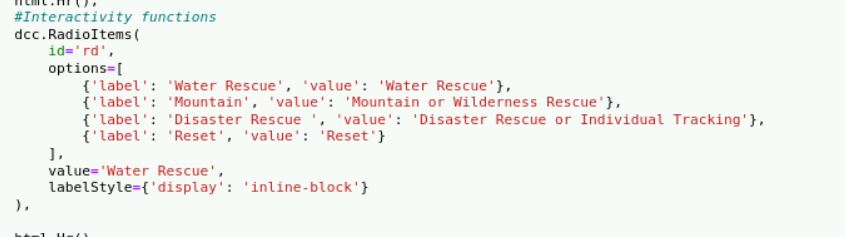 html.Hr(),
#Interactivity functions
dcc.RadioItems(
    id='rd',
    options=[
        {'label': 'Water Rescue', 'value': 'Water Rescue'},
        {'label': 'Mountain', 'value': 'Mountain or Wilderness Rescue'},
        {'label': 'Disaster Rescue ', 'value': 'Disaster Rescue or Individual Tracking'},
        {'label': 'Reset', 'value': 'Reset'}
    ],
    value='Water Rescue',
    labelStyle={'display': 'inline-block'}
),
html.Hr()